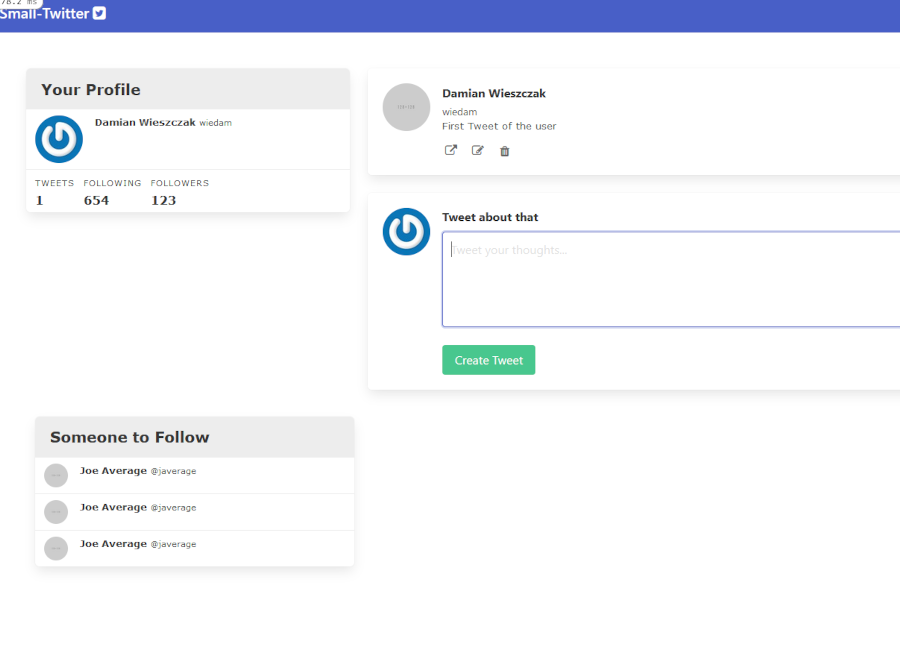 78.2 ms
Small-Twitter
Your Profile
Damian Wieszczak wiedam
TWEETS FOLLOWING FOLLOWERS
1 654 123
Damian Wieszczak
wiedam
First Tweet of the user
Tweet about that
Tweet your thoughts...
Create Tweet
Someone to Follow
Joe Average @javerage
Joe Average @javerage
Joe Average @javerage